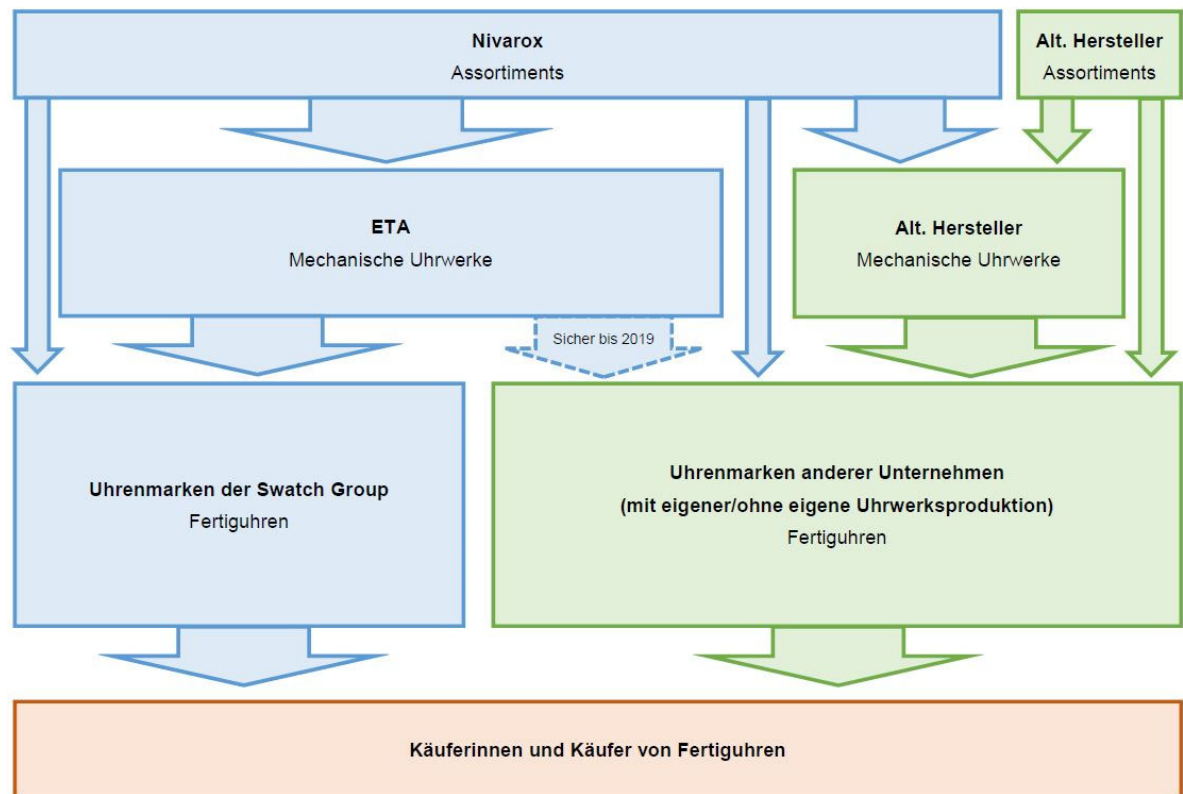 Nivarox
Assortiments
Alt. Hersteller
Assortiments
ETA
Mechanische Uhrwerke
Alt. Hersteller
Mechanische Uhrwerke
Sicher bis 2019
Uhrenmarken der Swatch Group
Fertiguhren
Uhrenmarken anderer Unternehmen
(mit eigener/ohne eigene Uhrwerksproduktion)
Fertiguhren
Käuferinnen und Käufer von Fertiguhren